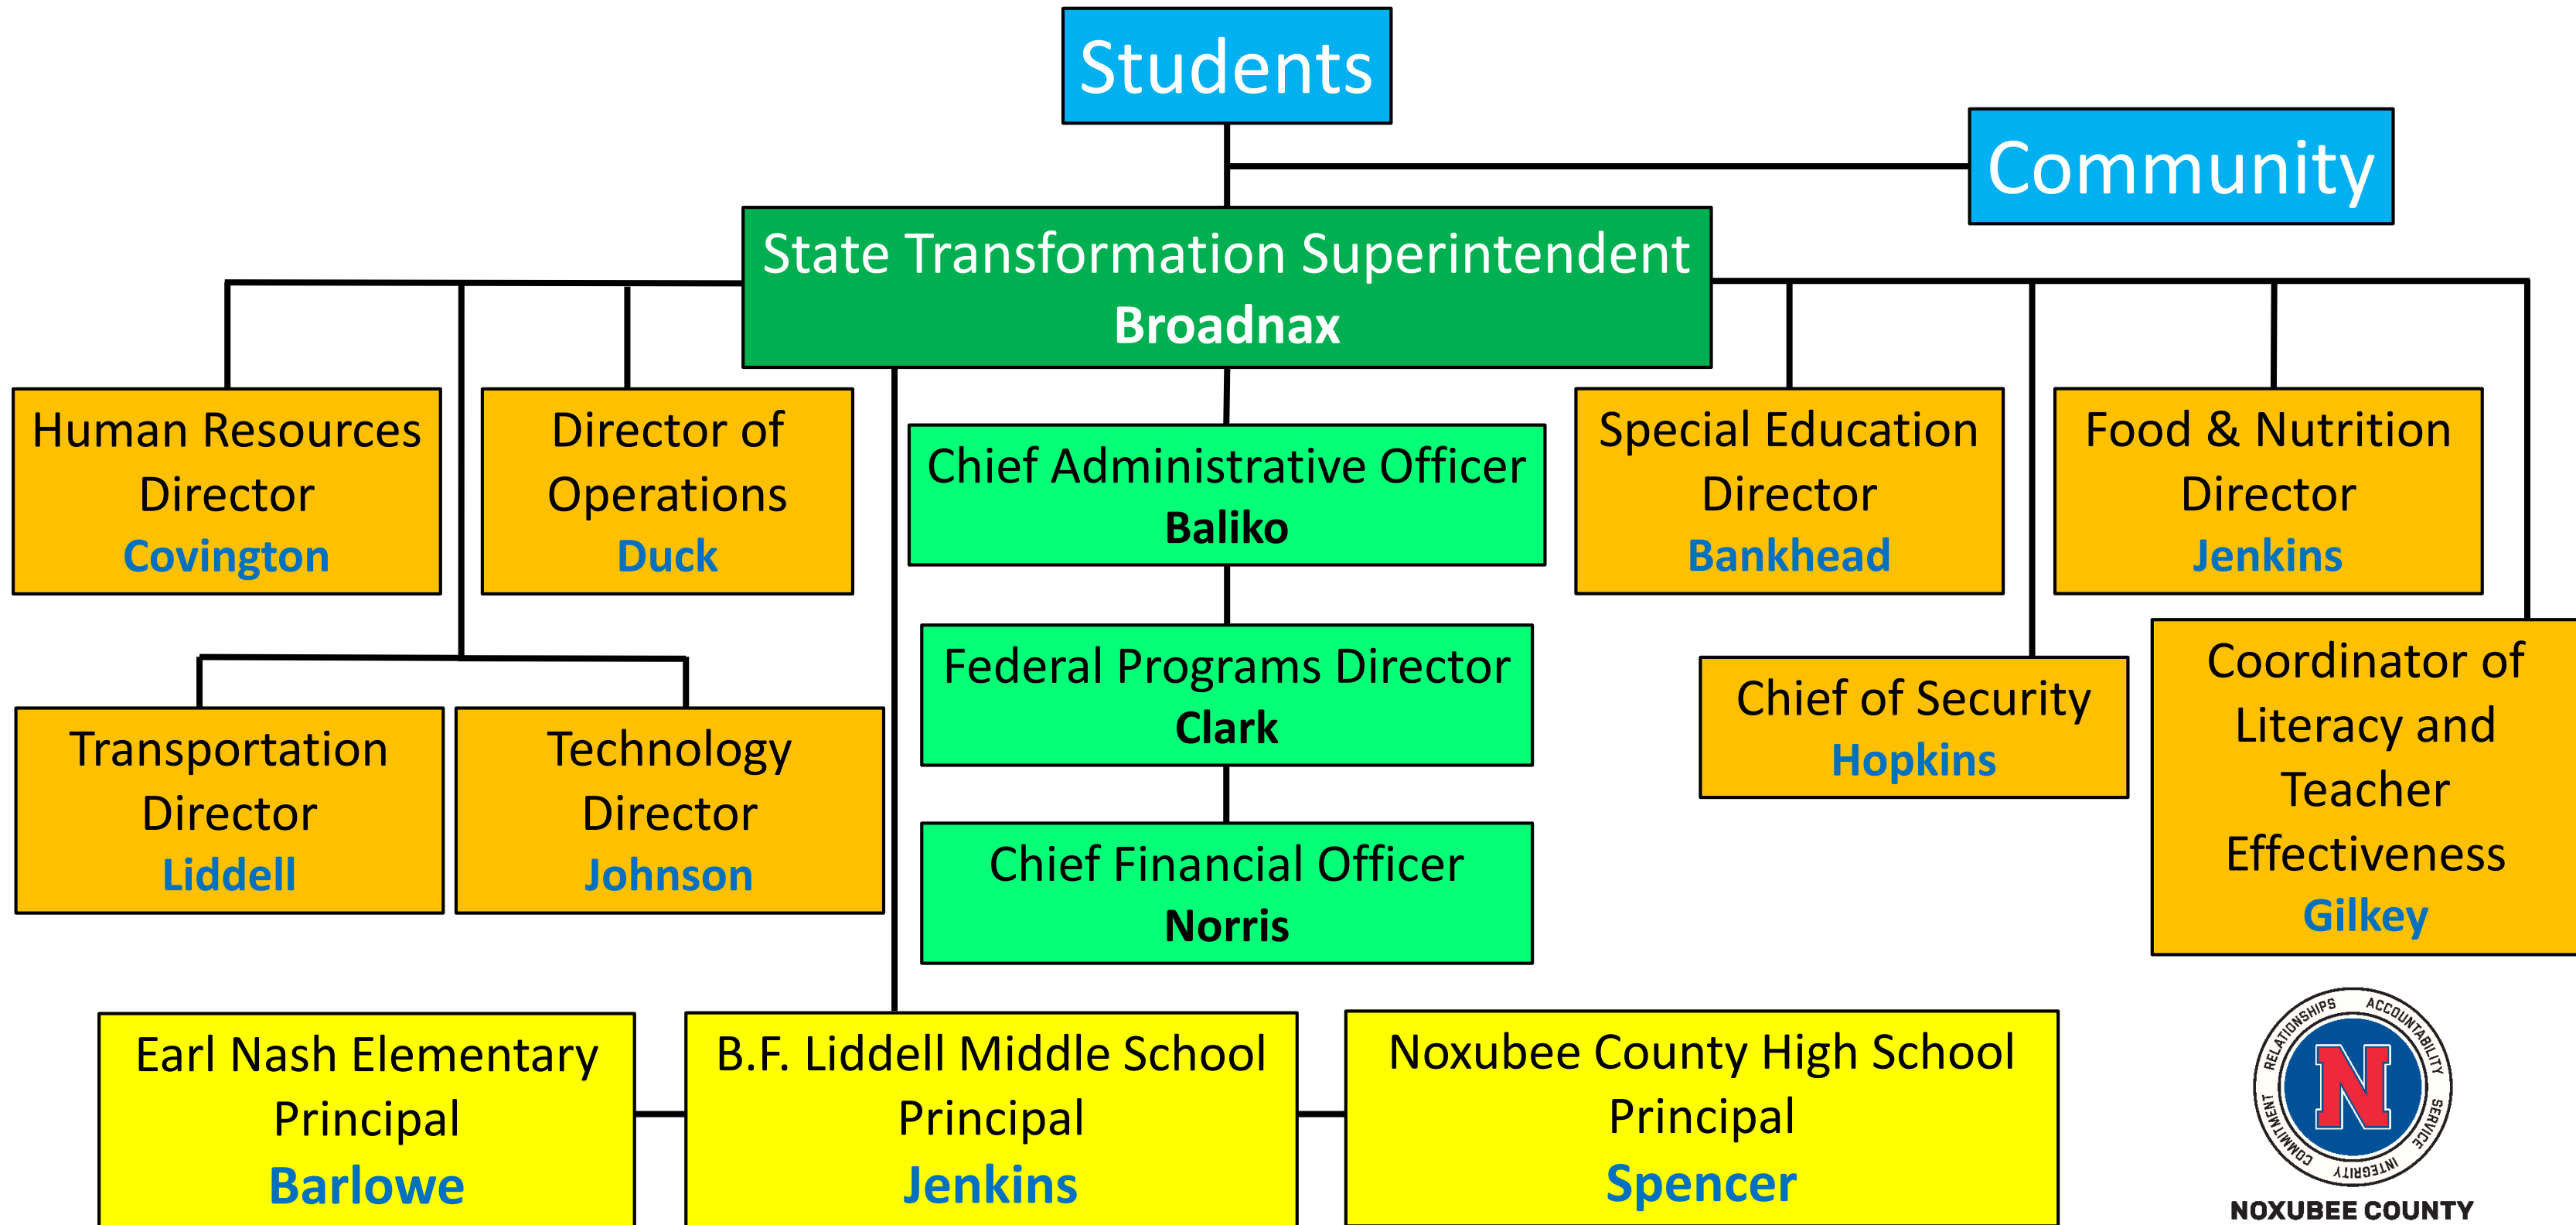 Students
Community
State Transformation Superintendent
Broadnax
Human Resources
Director
Covington
Director of
Operations
Duck
Chief Administrative Officer
Baliko
Special Education
Director
Bankhead
Food & Nutrition
Director
Jenkins
Transportation
Director
Liddell
Technology
Director
Johnson
Federal Programs Director
Clark
Chief of Security
Hopkins
Coordinator of
Literacy and
Teacher
Effectiveness
Gilkey
Chief Financial Officer
Norris
Earl Nash Elementary
Principal
Barlowe
B.F. Liddell Middle School
Principal
Jenkins
Noxubee County High School
Principal
Spencer
RELATIONSHIPS ACCOUNTABILITY SERVICE INTEGRITY COMMITMENT
N
NOXUBEE COUNTY